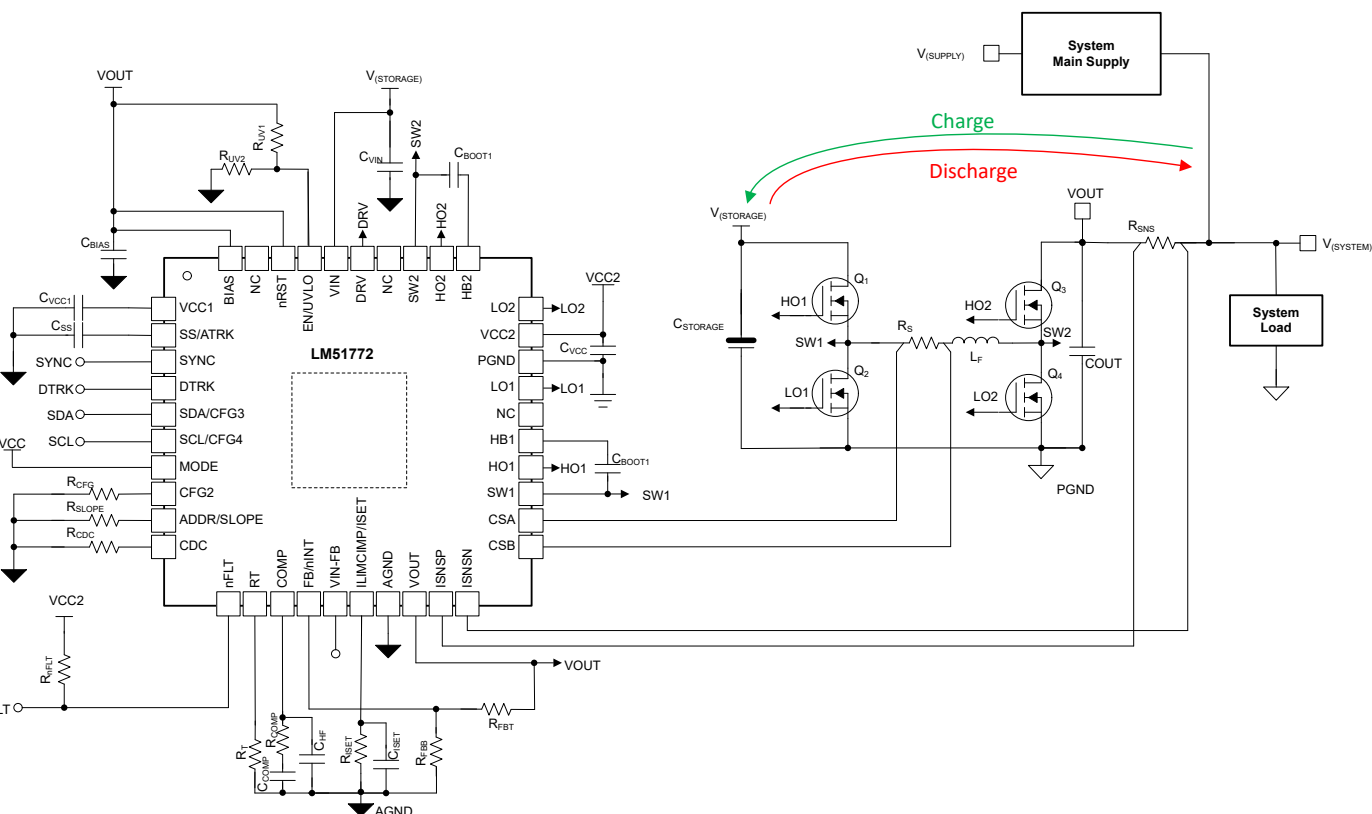 System
Main Supply
V(SUPPLY)
VOUT
V(STORAGE)
RUV1
RUV2
CVIN
SW2
CBOOT1
DRV
HO2
CBIAS
Charge
Discharge
V(STORAGE)
VOUT
RSNS
V(SYSTEM)
BIAS
NC
nRST
EN/UVLO
VIN
DRV
NC
SW2
HO2
HB2
VCC2
CVCC1
VCC1
LO2
LO2
CSS
SS/ATRK
VCC2
SYNC
SYNC
LM51772
PGND
CVCC
DTRK
DTRK
LO1
LO1
SDA
SDA/CFG3
NC
SCL
SCL/CFG4
HB1
VCC
MODE
HO1
HO1
CBOOT1
RCFG
CFG2
SW1
SW1
RSLOPE
ADDR/SLOPE
CSA
RCDC
CDC
CSB
CSTORAGE
HO1
Q1
HO2
Q3
SW1
RS
LF
SW2
COUT
LO1
Q2
LO2
Q4
PGND
System
Load
nFLT
RT
COMP
FB/nINT
VIN-FB
ILIMCIMP/ISET
AGND
VOUT
ISNSP
ISNSN
VCC2
RnFLT
LT
VOUT
RFBT
RT
RCOMP
CCOMP
CHF
RISET
CISET
RFBB
AGND